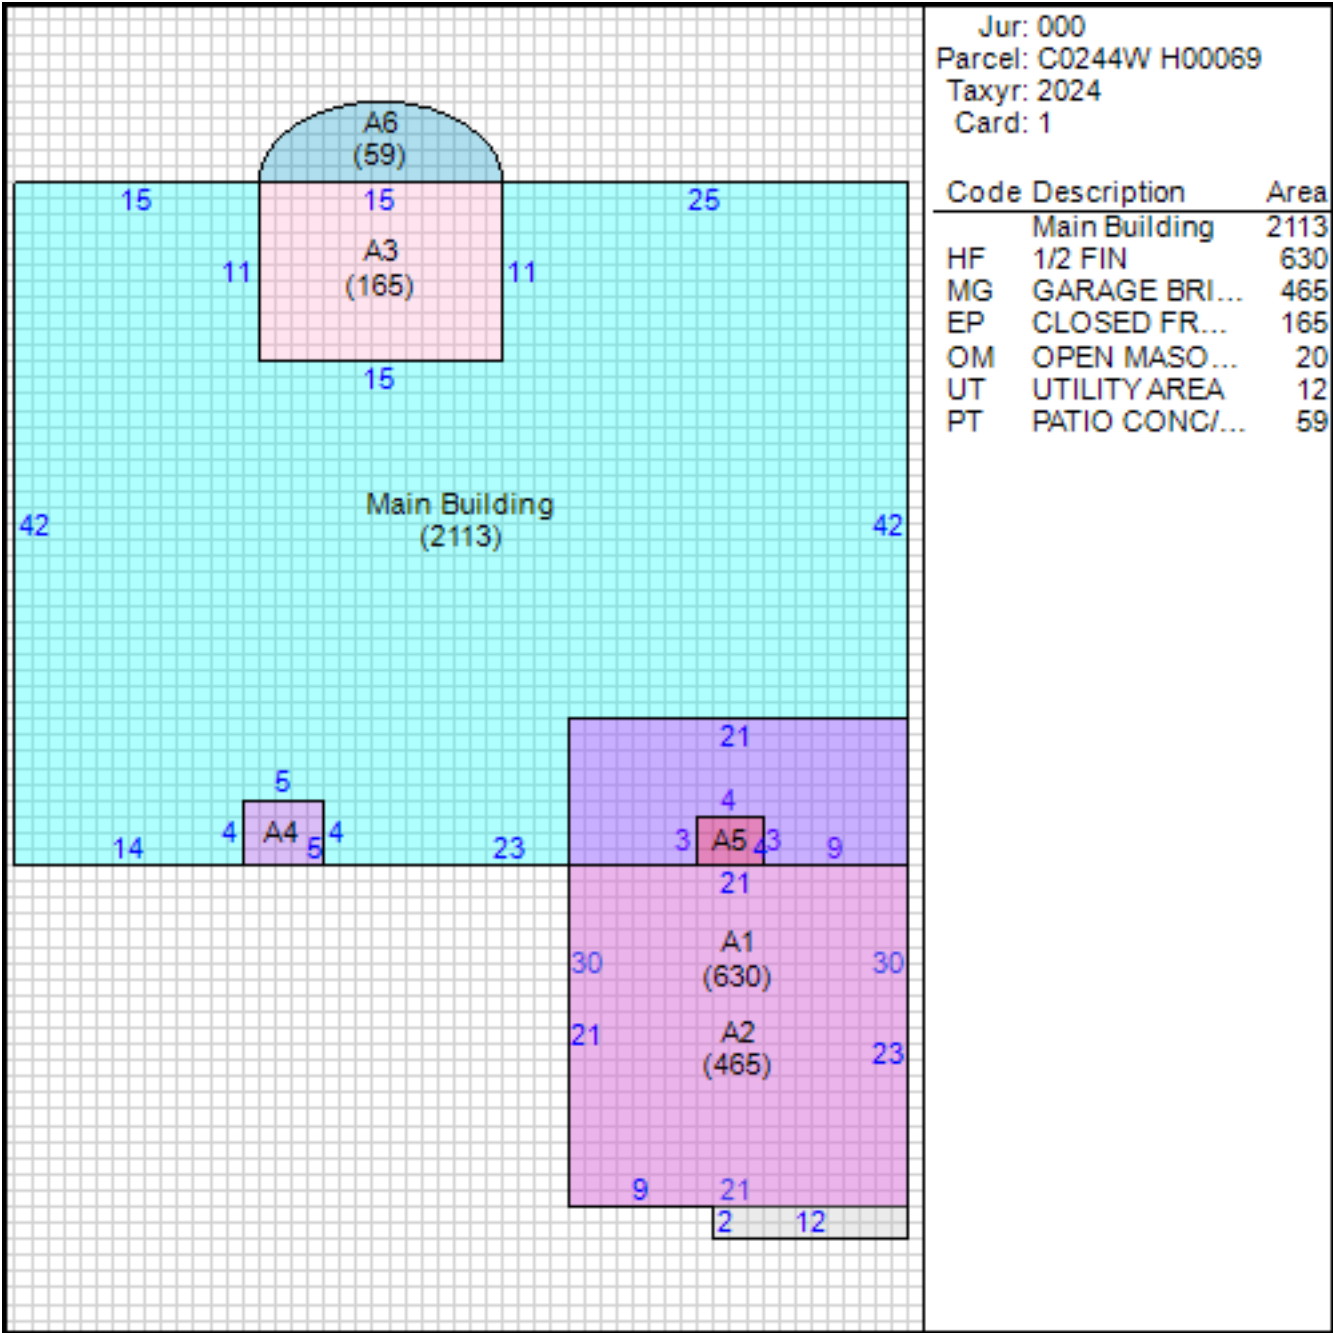 Jur: 000
Parcel: C0244W H00069
Taxyr: 2024
Card: 1
Code Description Area
Main Building 2113
HF 1/2 FIN 630
MG GARAGE BRI... 465
EP CLOSED FR... 165
OM OPEN MASO... 20
UT UTILITY AREA 12
PT PATIO CONC/... 59
A6
(59)
15 15 25
A3
(165)
11 11
15
Main Building
(2113)
42 42
21
5
4
4 A4 4
3 A5 3
14 5 23 4 9
21
A1
(630)
30 30
A2
(465)
21 23
9 21
2 12